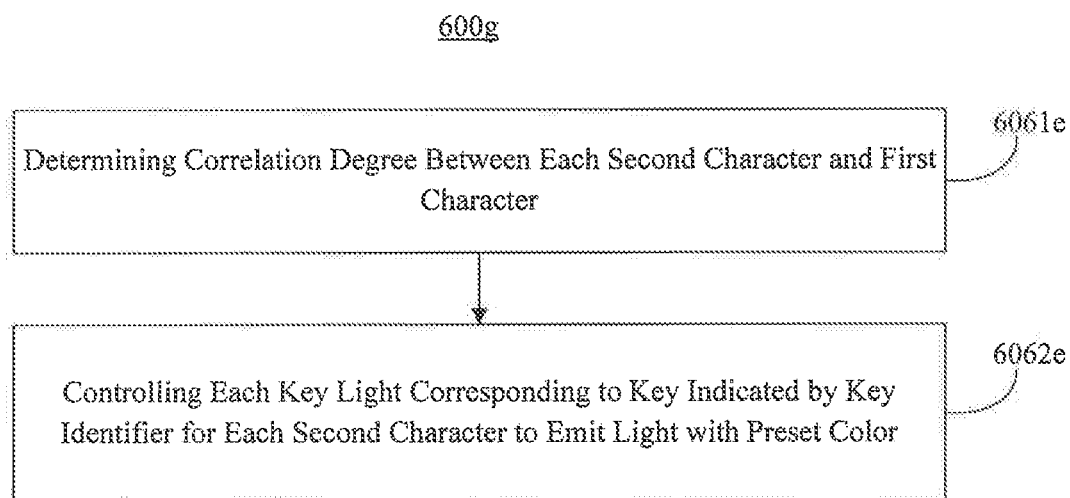 600g
6061e
Determining Correlation Degree Between Each Second Character and First
Character
6062e
Controlling Each Key Light Corresponding to Key Indicated by Key
Identifier for Each Second Character to Emit Light with Preset Color